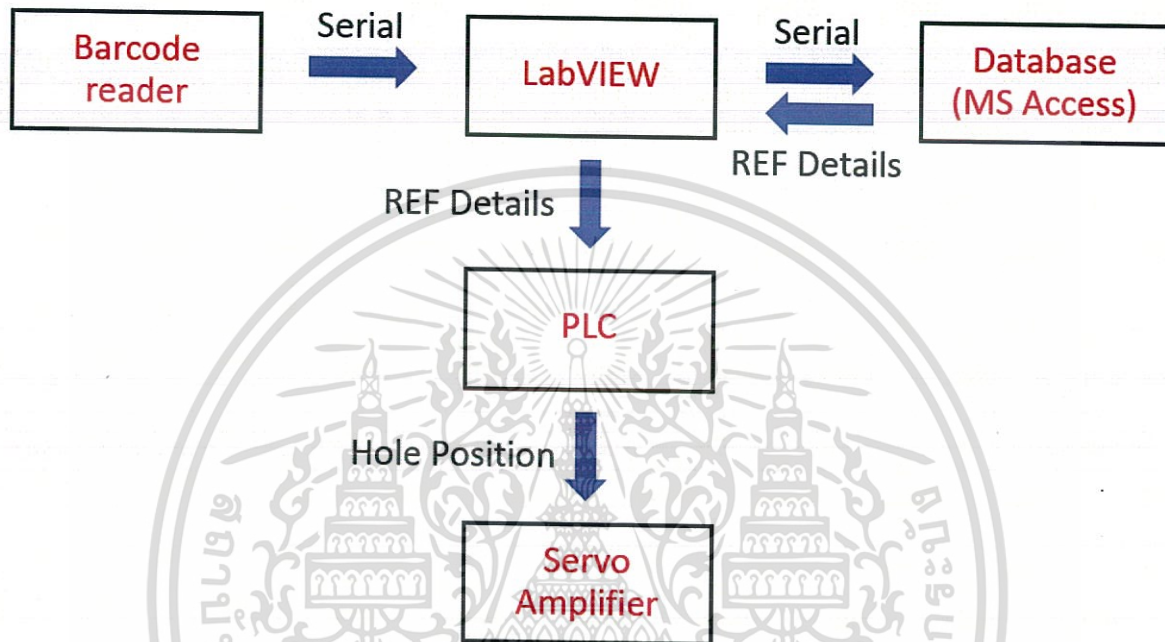 Serial
Serial
Barcode
reader
LabVIEW
Database
(MS Access)
REF Details
REF Details
PLC
Hole Position
Servo
Amplifier